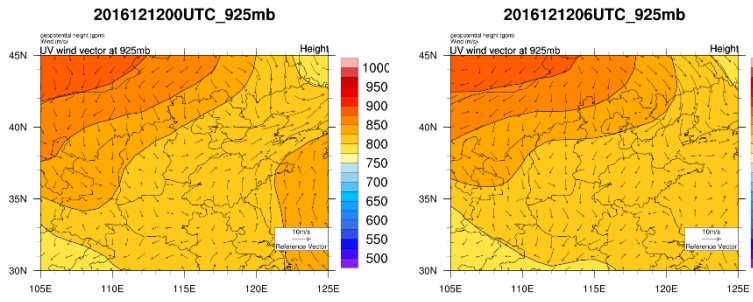 2016121200UTC_925mb
geopotential height (gpm)
Wind (m/s)
UV wind vector at 925mb
Height
45N
40N
35N
30N
105E
110E
115E
120E
125E
10m/s
Reference Vector
1000
950
900
850
800
750
700
650
600
550
500
2016121206UTC_925mb
geopotential height (gpm)
Wind (m/s)
UV wind vector at 925mb
Height
45N
40N
35N
30N
105E
110E
115E
120E
125E
10m/s
Reference Vector